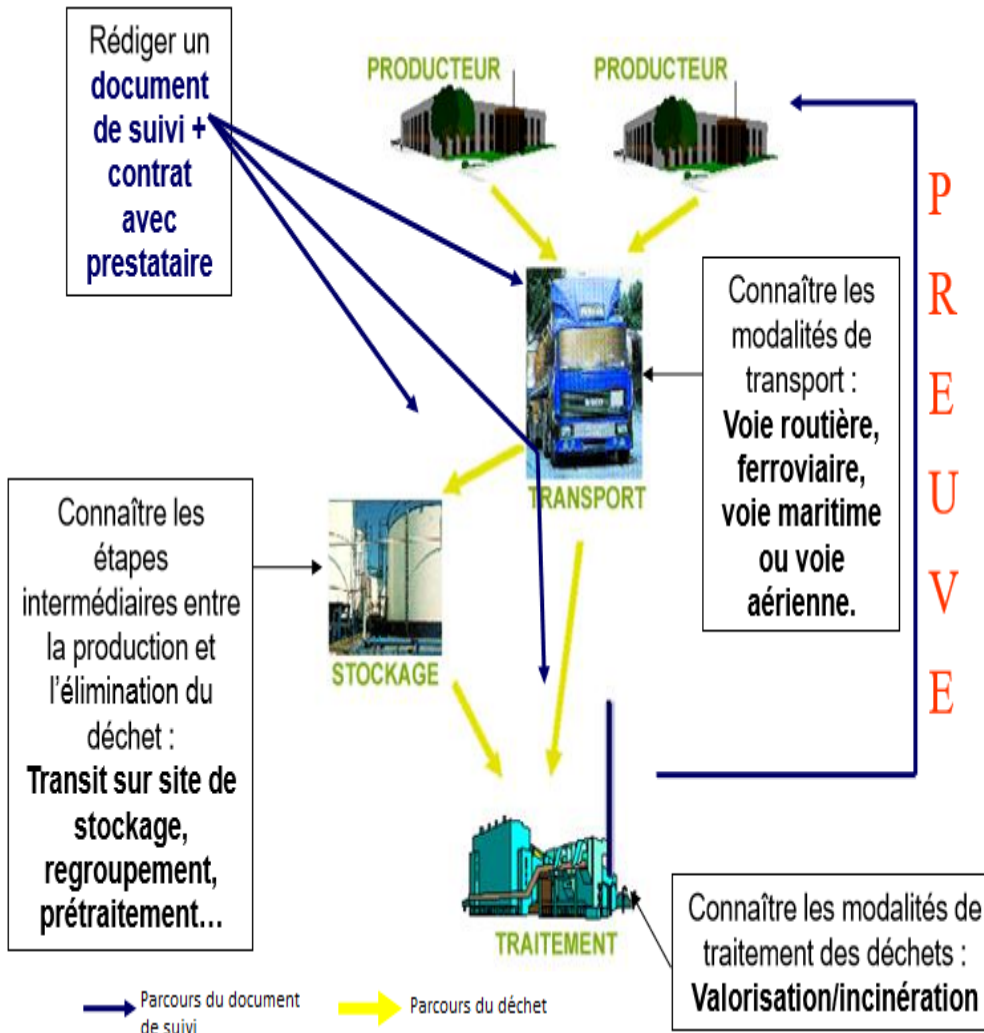 Rédiger un
document
de suivi +
contrat
avec
prestataire
PRODUCTEUR
PRODUCTEUR
P
R
E
U
V
E
Connaître les
modalités de
transport :
Voie routière,
ferroviaire,
voie maritime
ou voie
aérienne.
TRANSPORT
Connaître les
étapes
intermédiaires entre
la production et
l'élimination du
déchet :
Transit sur site de
stockage,
regroupement,
prétraitement...
STOCKAGE
TRAITEMENT
Connaître les modalités de
traitement des déchets :
Valorisation/incinération
Parcours du document
de suivi
Parcours du déchet